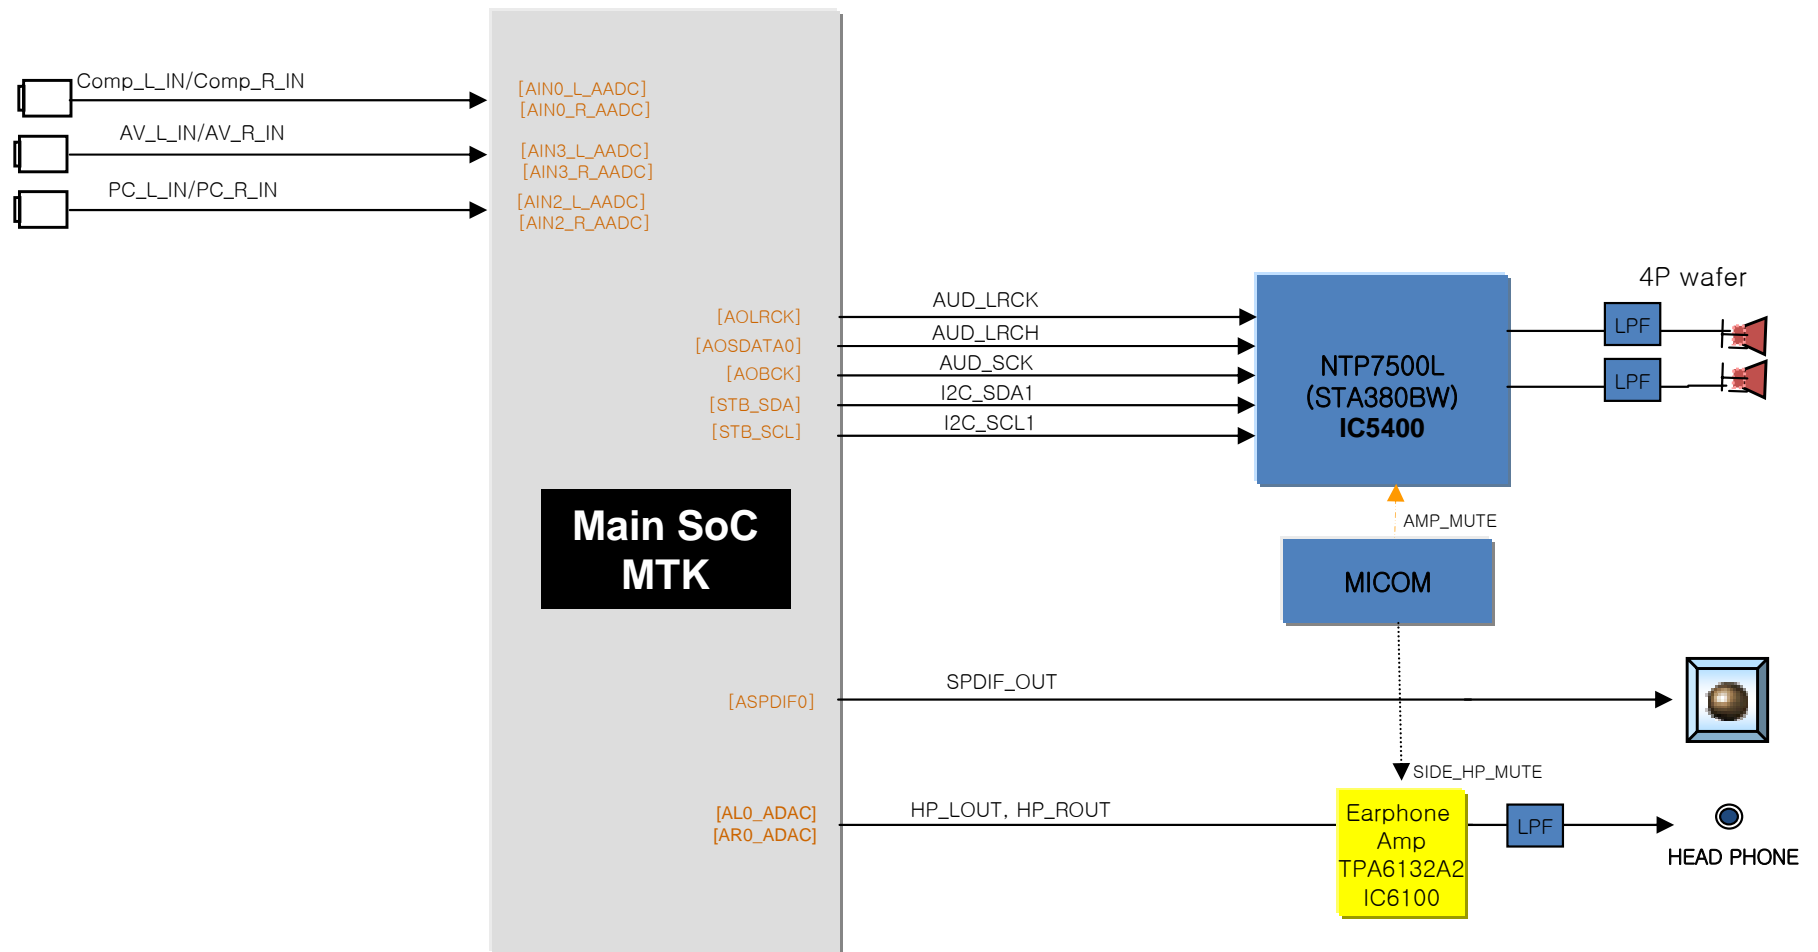 Comp_L_IN/Comp_R_IN
[AIN0_L_AADC]
[AIN0_R_AADC]
AV_L_IN/AV_R_IN
[AIN3_L_AADC]
[AIN3_R_AADC]
PC_L_IN/PC_R_IN
[AIN2_L_AADC]
[AIN2_R_AADC]
4P wafer
[AOLRCK]
AUD_LRCK
[AOSDATA0]
AUD_LRCH
[AOBCK]
AUD_SCK
[STB_SDA]
I2C_SDA1
[STB_SCL]
I2C_SCL1
NTP7500L
(STA380BW)
IC5400
LPF
LPF
AMP_MUTE
Main SoC
MTK
MICOM
[ASPDIF0]
SPDIF_OUT
SIDE_HP_MUTE
[AL0_ADAC]
[AR0_ADAC]
HP_LOUT, HP_ROUT
Earphone
Amp
TPA6132A2
IC6100
LPF
HEAD PHONE